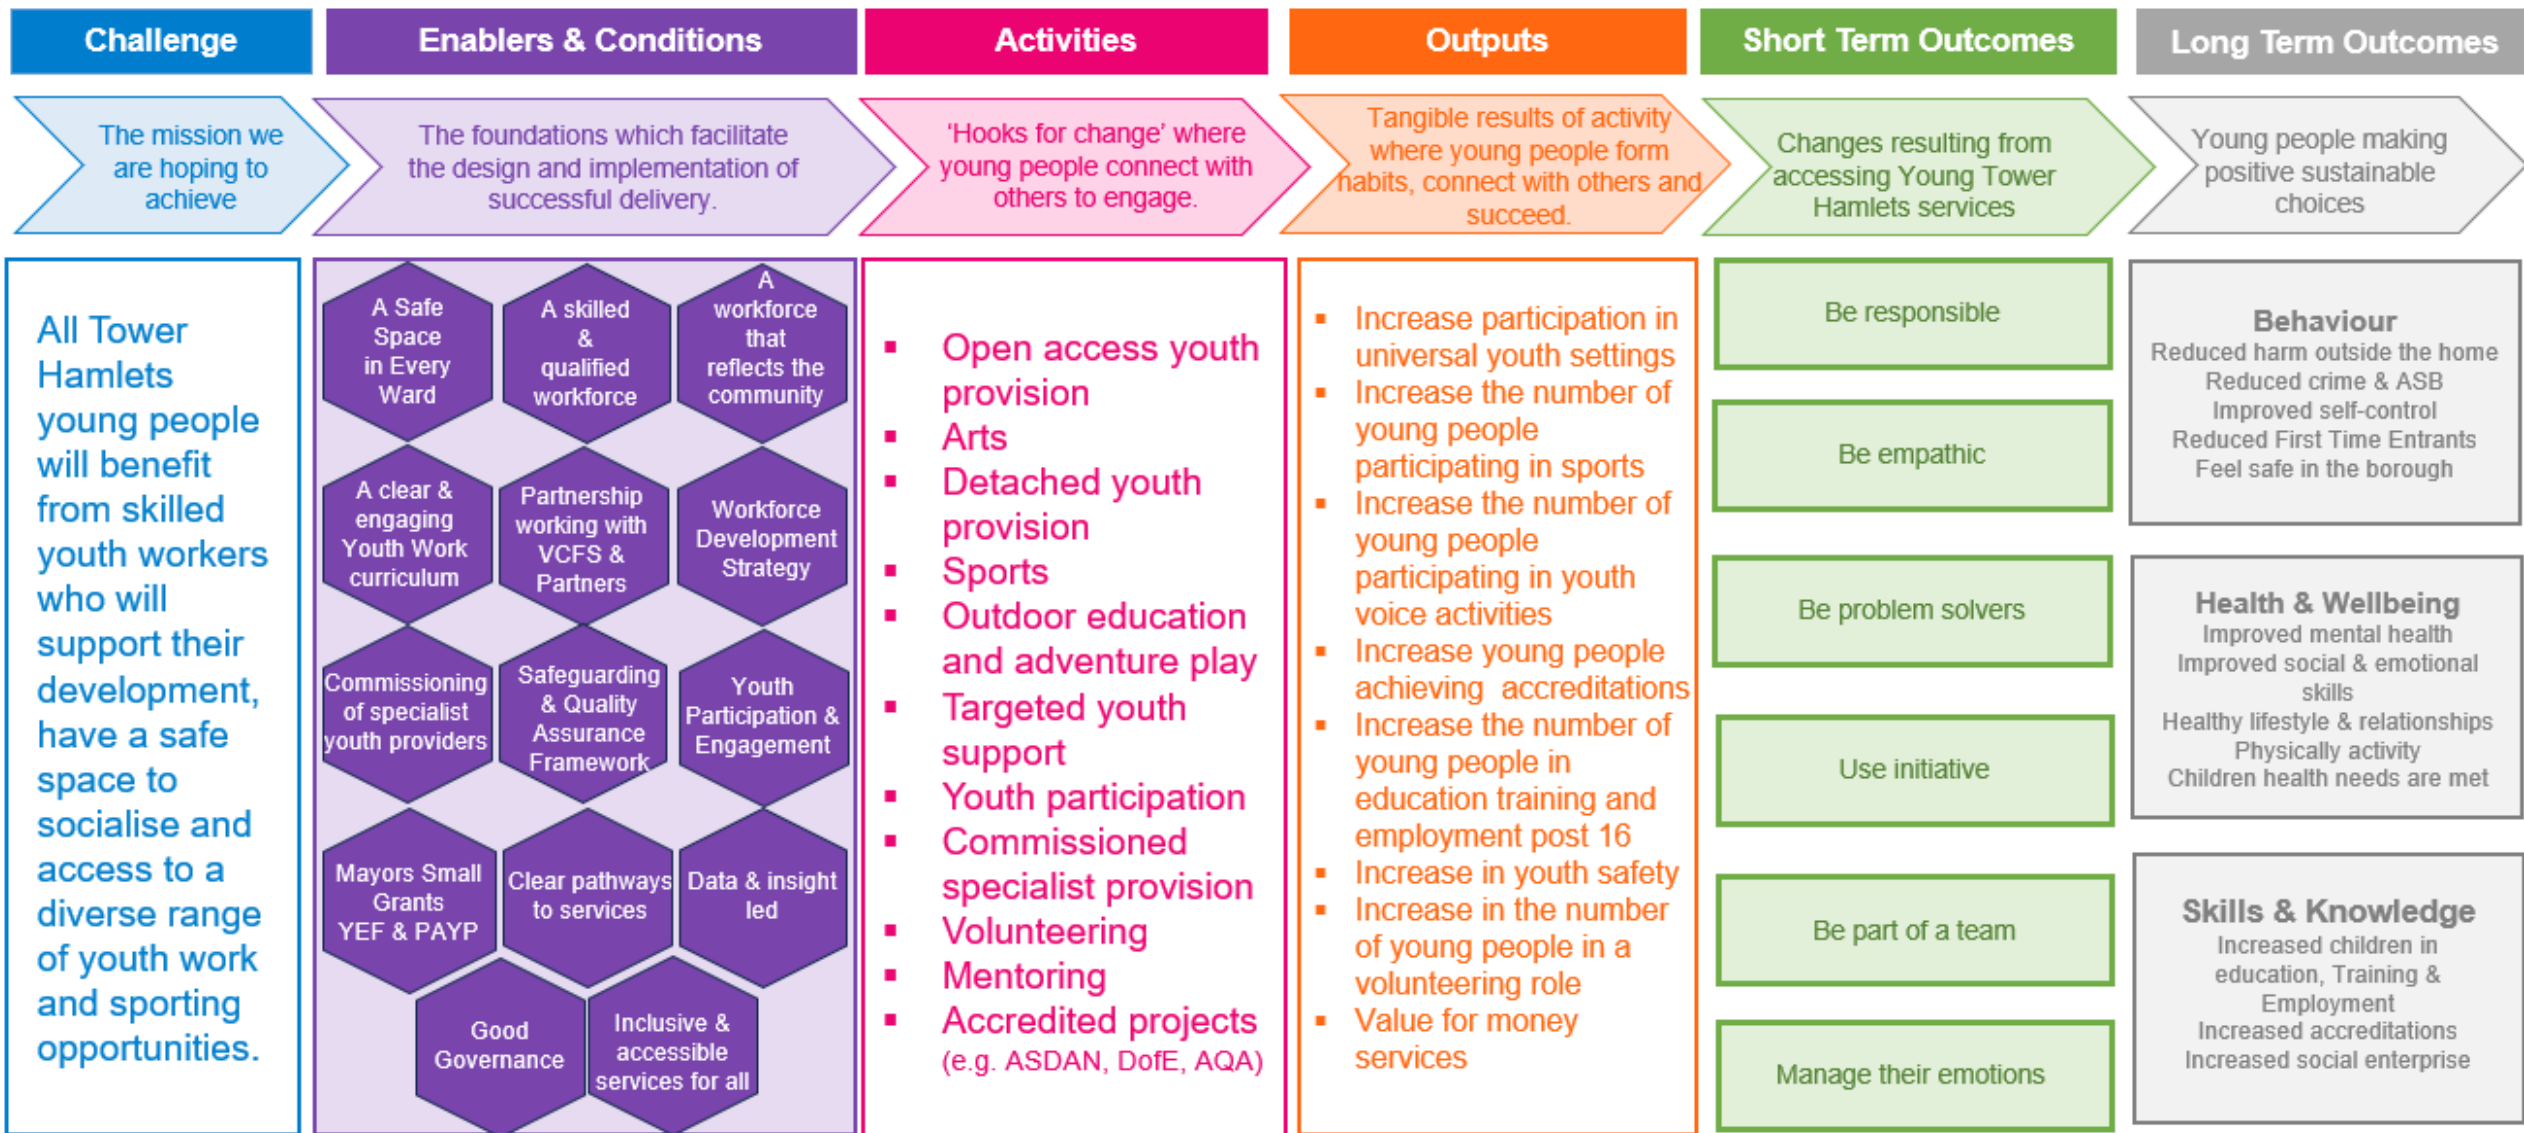 Challenge
Enablers & Conditions
Activities
Outputs
Short Term Outcomes
Long Term Outcomes
The mission we
are hoping to
achieve
The foundations which facilitate
the design and implementation of
successful delivery.
‘Hooks for change’ where
young people connect with
others to engage.
Tangible results of activity
where young people form
habits, connect with others and
succeed.
Changes resulting from
accessing Young Tower
Hamlets services
Young people making
positive sustainable
choices
All Tower
Hamlets
young people
will benefit
from skilled
youth workers
who will
support their
development,
have a safe
space to
socialise and
access to a
diverse range
of youth work
and sporting
opportunities.
A Safe
Space
in Every
Ward
A skilled
&
qualified
workforce
A
workforce
that
reflects the
community
A clear &
engaging
Youth Work
curriculum
Partnership
working with
VCFS &
Partners
Workforce
Development
Strategy
Commissioning
of specialist
youth providers
Safeguarding
& Quality
Assurance
Framework
Youth
Participation &
Engagement
Mayors Small
Grants
YEF & PAYP
Clear pathways
to services
Data & insight
led
Good
Governance
Inclusive &
accessible
services for all
▪ Open access youth
provision
▪ Arts
▪ Detached youth
provision
▪ Sports
▪ Outdoor education
and adventure play
▪ Targeted youth
support
▪ Youth participation
▪ Commissioned
specialist provision
▪ Volunteering
▪ Mentoring
▪ Accredited projects
(e.g. ASDAN, DofE, AQA)
▪ Increase participation in
universal youth settings
▪ Increase the number of
young people
participating in sports
▪ Increase the number of
young people
participating in youth
voice activities
▪ Increase young people
achieving accreditations
▪ Increase the number of
young people in
education training and
employment post 16
▪ Increase in youth safety
▪ Increase in the number
of young people in a
volunteering role
▪ Value for money
services
Be responsible
Be empathic
Be problem solvers
Use initiative
Be part of a team
Manage their emotions
Behaviour
Reduced harm outside the home
Reduced crime & ASB
Improved self-control
Reduced First Time Entrants
Feel safe in the borough
Health & Wellbeing
Improved mental health
Improved social & emotional
skills
Healthy lifestyle & relationships
Physically activity
Children health needs are met
Skills & Knowledge
Increased children in
education, Training &
Employment
Increased accreditations
Increased social enterprise